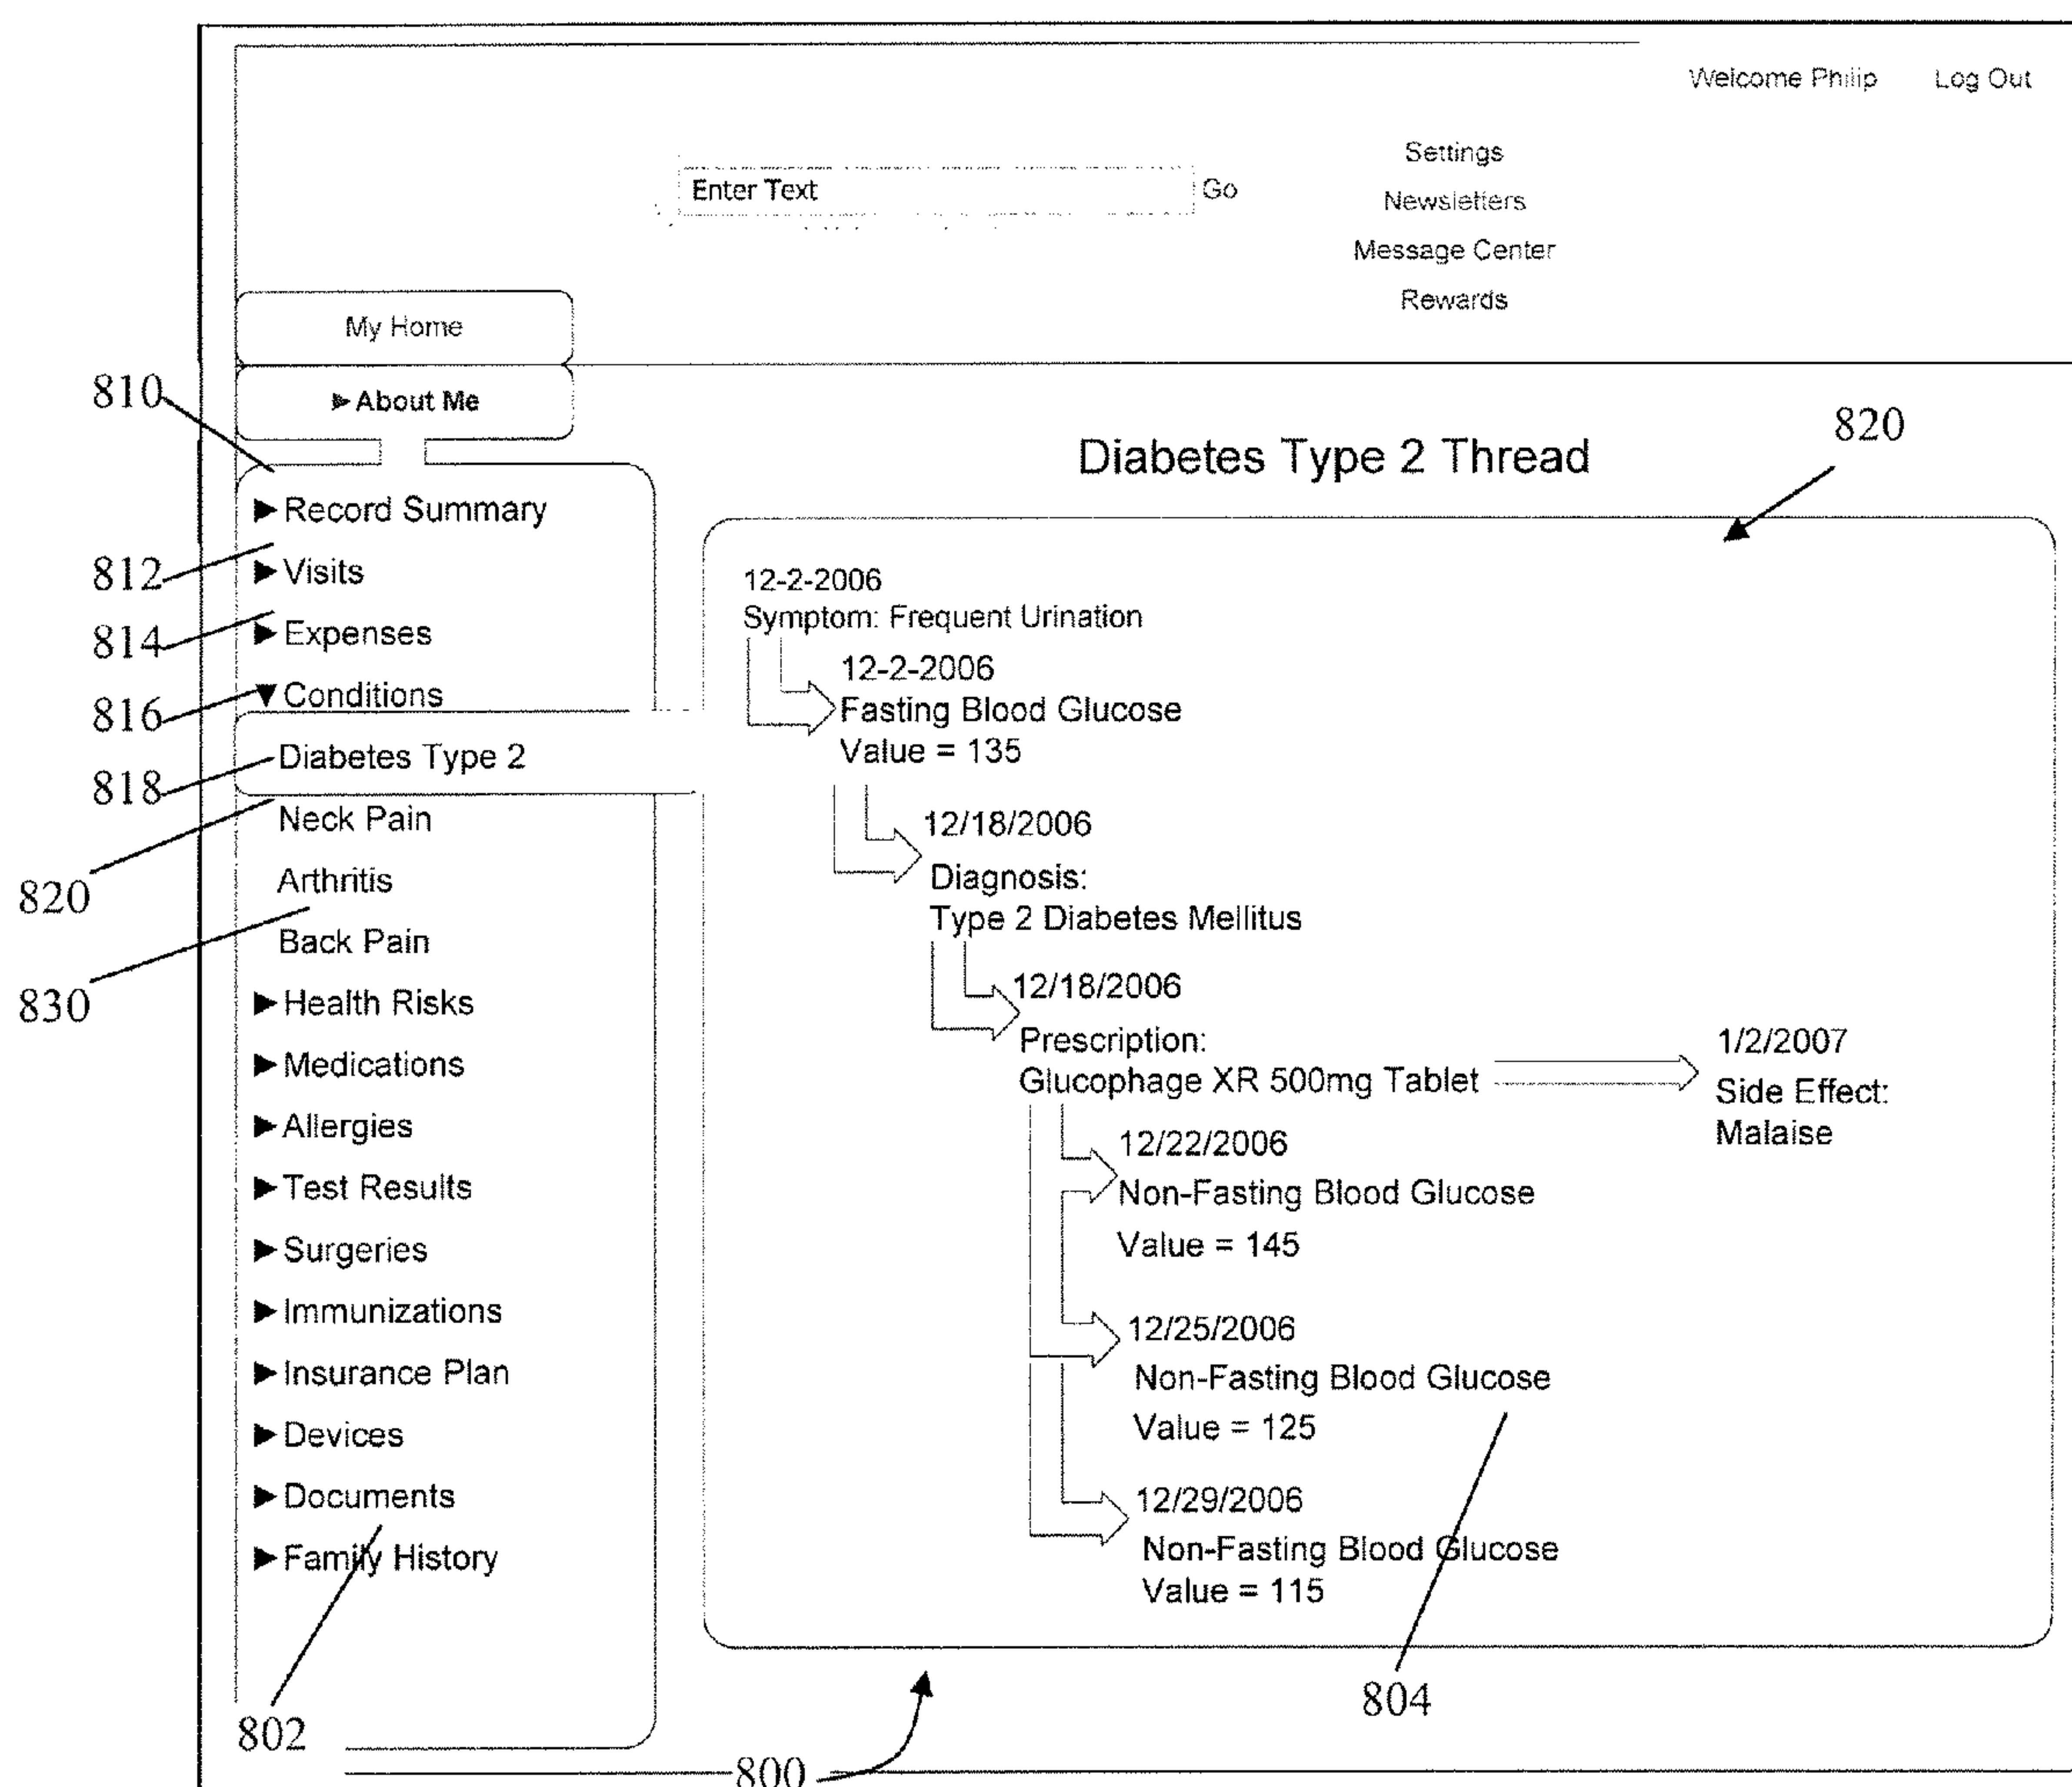 Welcome Philip Log Out
Settings
Enter Text Go
Newsletters
Message Center
Rewards
My Home
▶About Me
810
820
Diabetes Type 2 Thread
▶Record Summary
812
▶Visits
814
▶Expenses
816
▼Conditions
818
Diabetes Type 2
820
Neck Pain
Arthritis
830
Back Pain
▶Health Risks
▶Medications
▶Allergies
▶Test Results
▶Surgeries
▶Immunizations
▶Insurance Plan
▶Devices
▶Documents
▶Family History
802
12-2-2006
Symptom: Frequent Urination
12-2-2006
Fasting Blood Glucose
Value = 135
12/18/2006
Diagnosis:
Type 2 Diabetes Mellitus
12/18/2006
Prescription:
Glucophage XR 500mg Tablet
1/2/2007
Side Effect:
Malaise
12/22/2006
Non-Fasting Blood Glucose
Value = 145
12/25/2006
Non-Fasting Blood Glucose
Value = 125
12/29/2006
Non-Fasting Blood Glucose
Value = 115
804
800